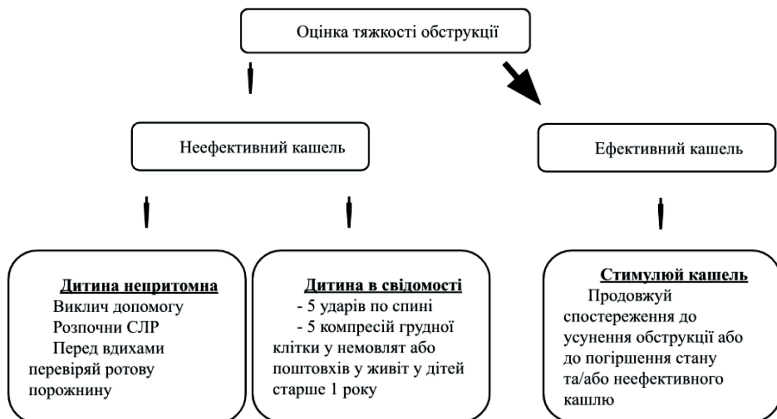 Оцінка тяжкості обструкції
Неефективний кашель
Ефективний кашель
Дитина непритомна
Виклич допомогу
Розпочни СЛР
Перед вдихами
перевіряй ротову
порожнину
Дитина в свідомості
- 5 ударів по спині
- 5 компресій грудної
клітки у немовлят або
поштовхів у живіт у дітей
старше 1 року
Стимулюй кашель
Продовжуй
спостереження до
усунення обструкції або
до погіршення стану
та/або неефективного
кашлю